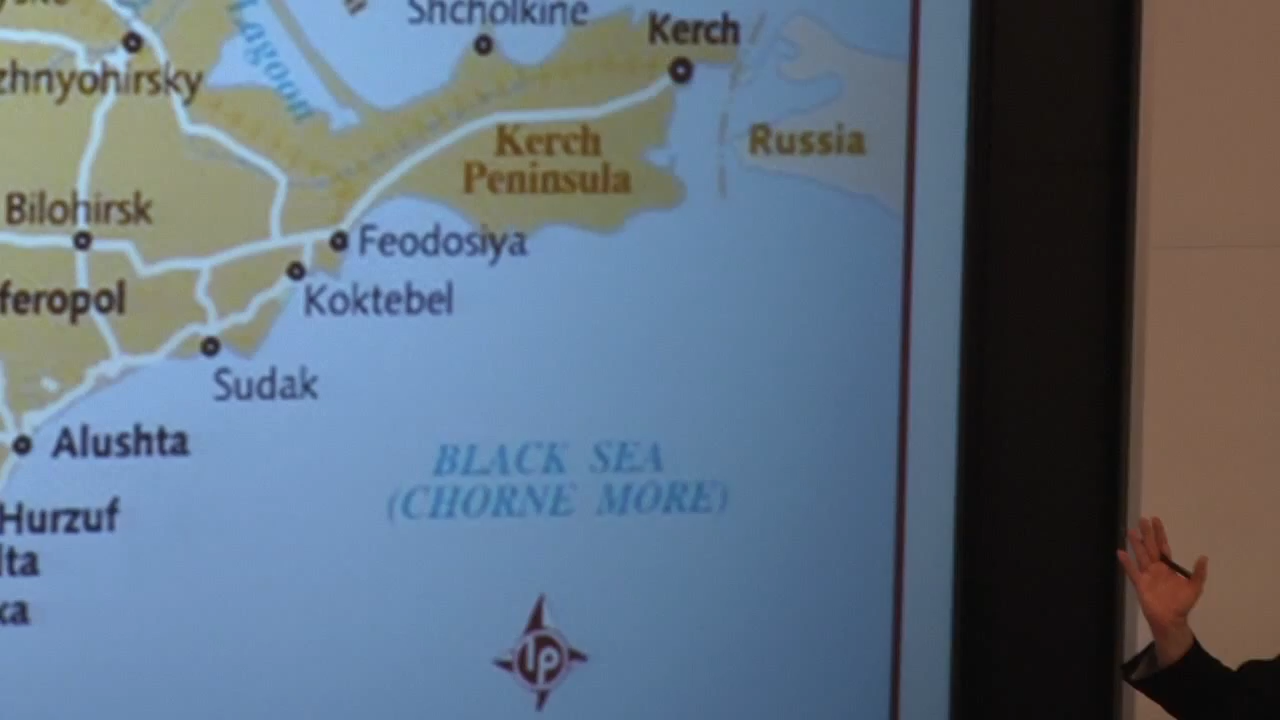 Shcholkine
Kerch
Lagoon
zhnyohirsky
Kerch
Peninsula
Russia
Bilohirsk
Feodosiya
feropol
Koktebel
Sudak
Alushta
BLACK SEA
(CHORNE MORE)
Hurzuf
lta
ka
lp